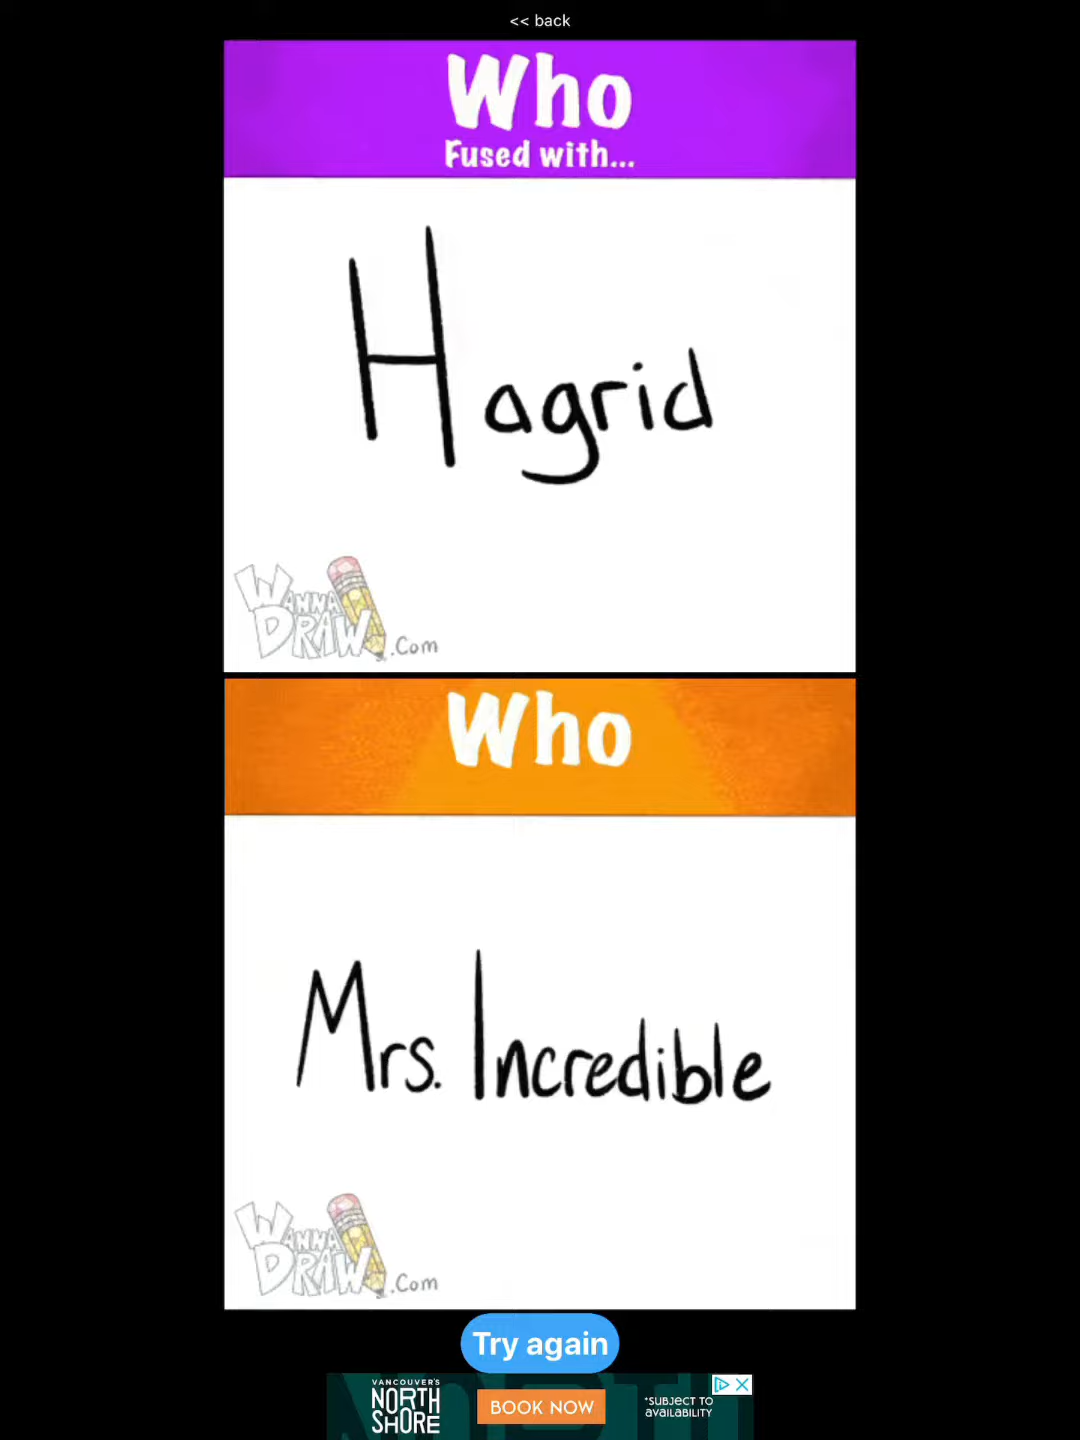 << back
Who
Fused with...
Hagrid
WANNA
DRAW.Com
Who
Mrs. Incredible
WANNA
DRAW.Com
Try again
VANCOUVER'S
NORTH
SHORE
BOOK NOW
*SUBJECT TO
AVAILABILITY